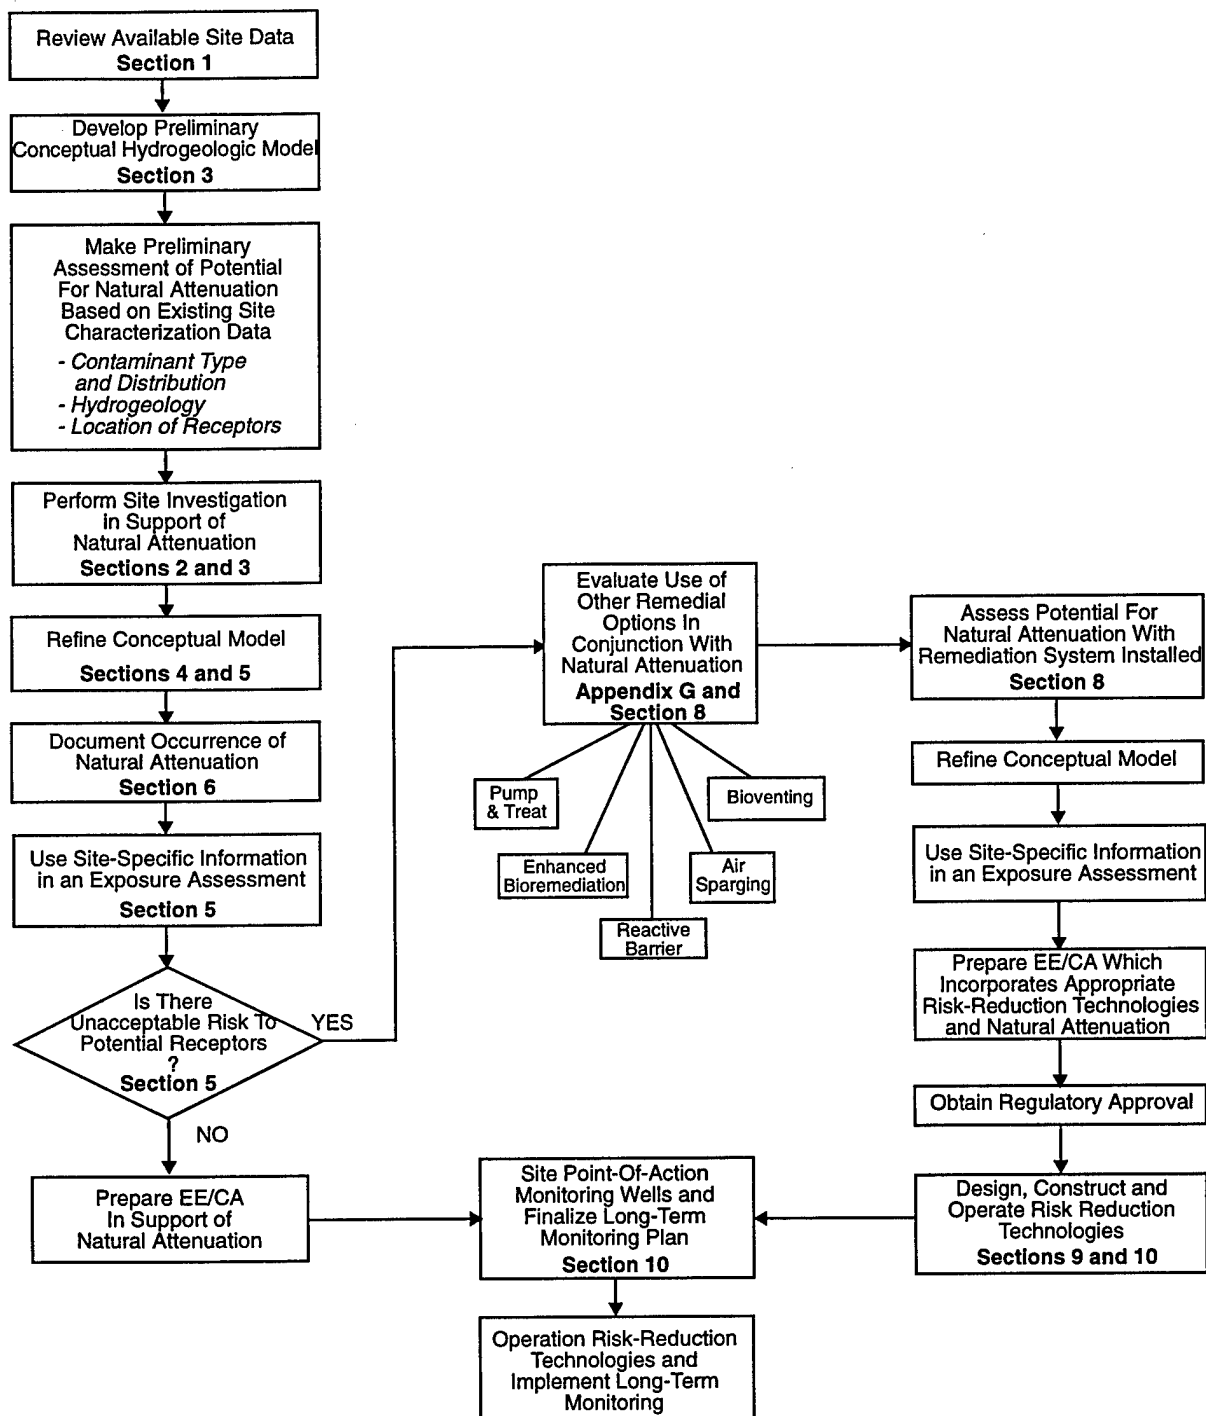 Review Available Site Data
Section 1
Develop Preliminary
Conceptual Hydrogeologic Model
Section 3
Make Preliminary
Assessment of Potential
For Natural Attenuation
Based on Existing Site
Characterization Data
- Contaminant Type
and Distribution
- Hydrogeology
- Location of Receptors
Perform Site Investigation
in Support of
Natural Attenuation
Sections 2 and 3
Refine Conceptual Model
Sections 4 and 5
Document Occurrence of
Natural Attenuation
Section 6
Use Site-Specific Information
in an Exposure Assessment
Section 5
Is There
Unacceptable Risk To
Potential Receptors
?
Section 5
YES
NO
Prepare EE/CA
In Support of
Natural Attenuation
Evaluate Use of
Other Remedial
Options In
Conjunction With
Natural Attenuation
Appendix G and
Section 8
Pump
& Treat
Bioventing
Enhanced
Bioremediation
Air
Sparging
Reactive
Barrier
Assess Potential For
Natural Attenuation With
Remediation System Installed
Section 8
Refine Conceptual Model
Use Site-Specific Information
in an Exposure Assessment
Prepare EE/CA Which
Incorporates Appropriate
Risk-Reduction Technologies
and Natural Attenuation
Obtain Regulatory Approval
Design, Construct and
Operate Risk Reduction
Technologies
Sections 9 and 10
Site Point-Of-Action
Monitoring Wells and
Finalize Long-Term
Monitoring Plan
Section 10
Operation Risk-Reduction
Technologies and
Implement Long-Term
Monitoring